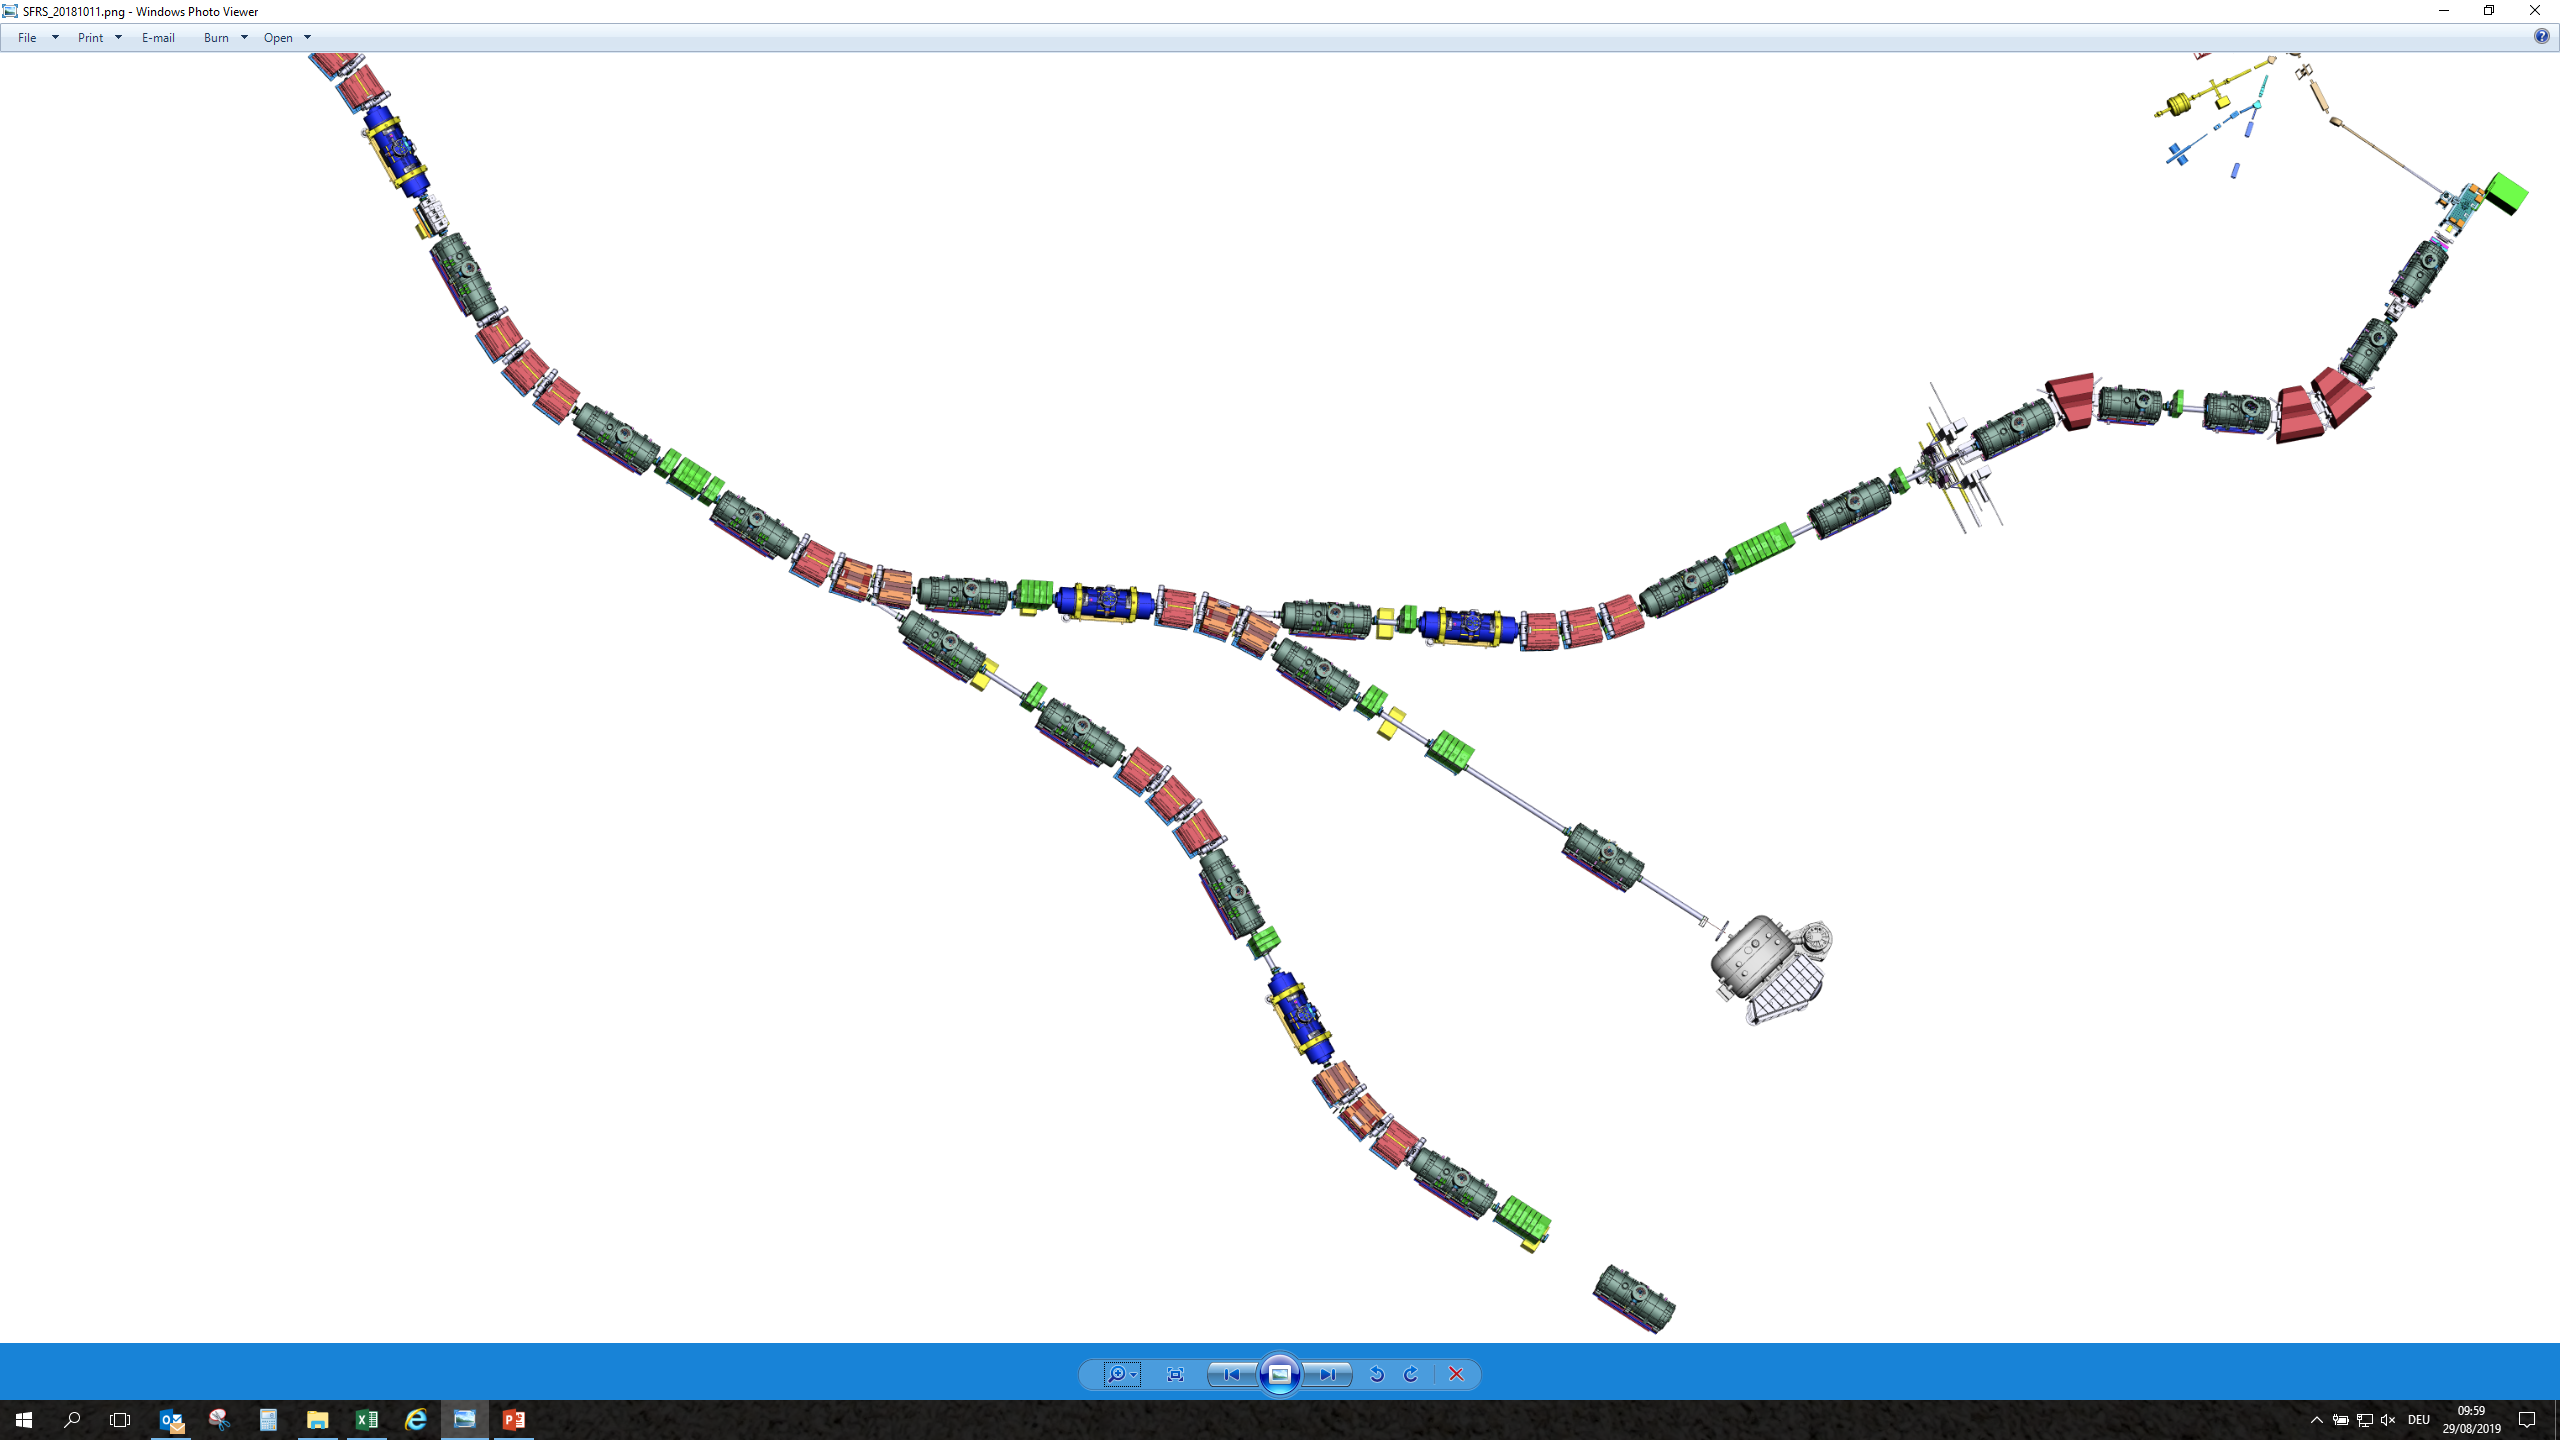 SFRS_20181011.png - Windows Photo Viewer
File Print E-mail Burn Open
DEU
09:59
29/08/2019